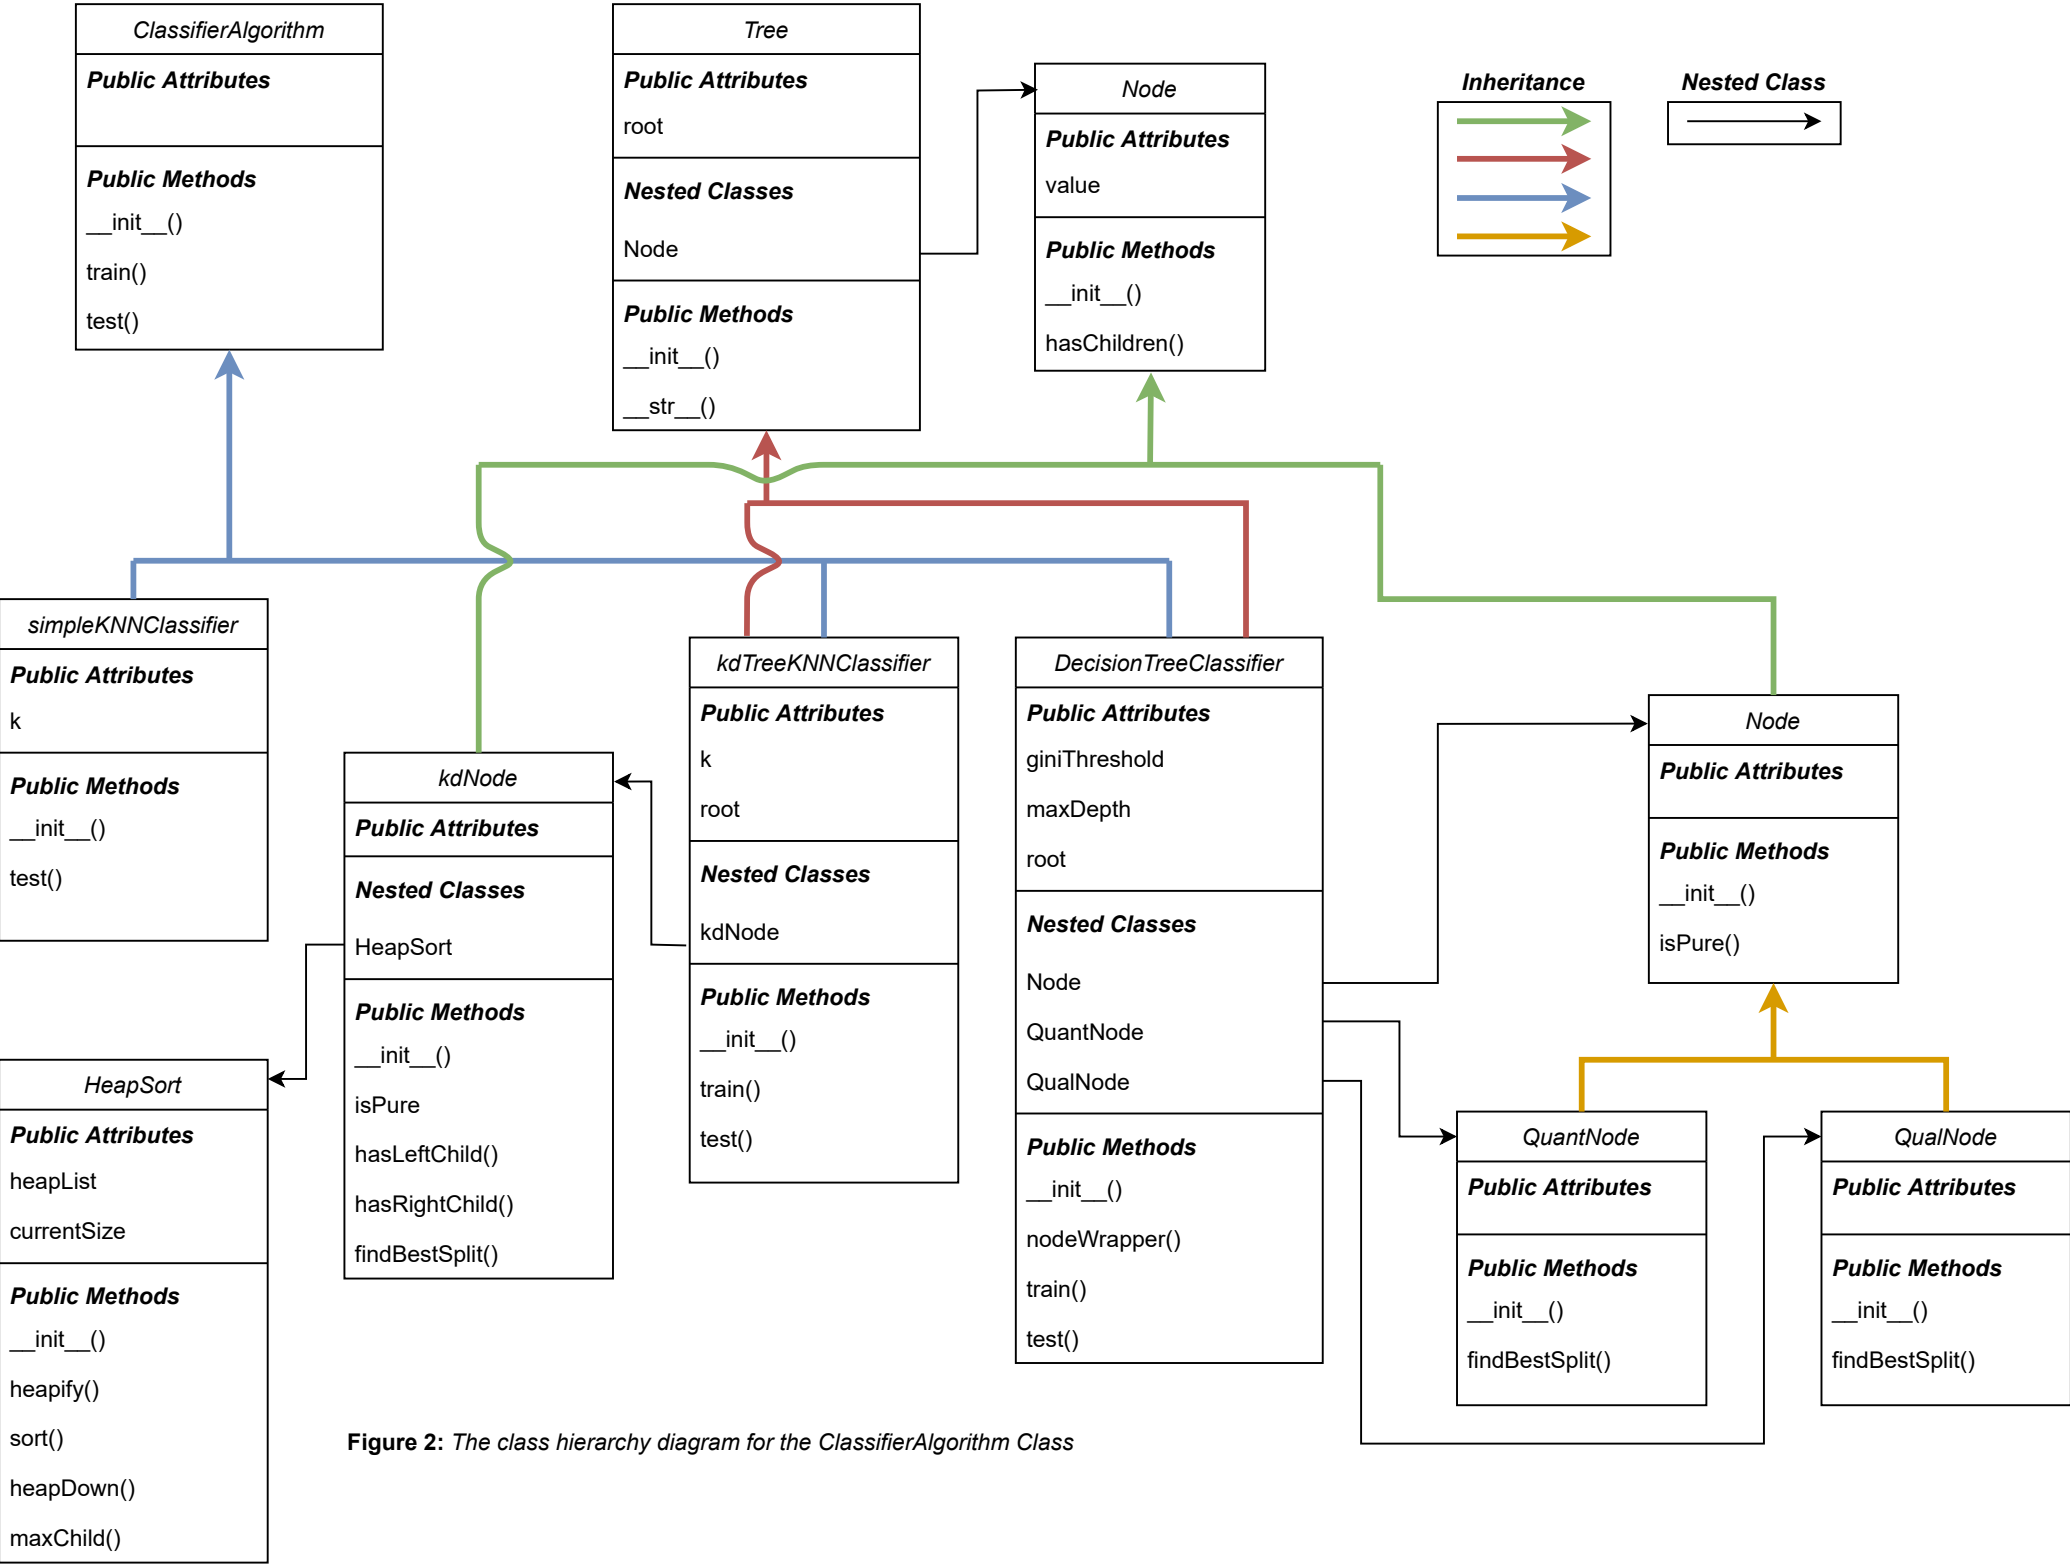 ClassifierAlgorithm
Public Attributes
Public Methods
__init__()
train()
test()
Tree
Public Attributes
root
Nested Classes
Node
Public Methods
__init__()
__str__()
Node
Public Attributes
value
Public Methods
__init__()
hasChildren()
Inheritance
Nested Class
simpleKNNClassifier
Public Attributes
k
Public Methods
__init__()
test()
kdNode
Public Attributes
Nested Classes
HeapSort
Public Methods
__init__()
isPure
hasLeftChild()
hasRightChild()
findBestSplit()
kdTreeKNNClassifier
Public Attributes
k
root
Nested Classes
kdNode
Public Methods
__init__()
train()
test()
DecisionTreeClassifier
Public Attributes
giniThreshold
maxDepth
root
Nested Classes
Node
QuantNode
QualNode
Public Methods
__init__()
nodeWrapper()
train()
test()
Node
Public Attributes
Public Methods
__init__()
isPure()
HeapSort
Public Attributes
heapList
currentSize
Public Methods
__init__()
heapify()
sort()
heapDown()
maxChild()
QuantNode
Public Attributes
Public Methods
__init__()
findBestSplit()
QualNode
Public Attributes
Public Methods
__init__()
findBestSplit()
Figure 2: The class hierarchy diagram for the ClassifierAlgorithm Class